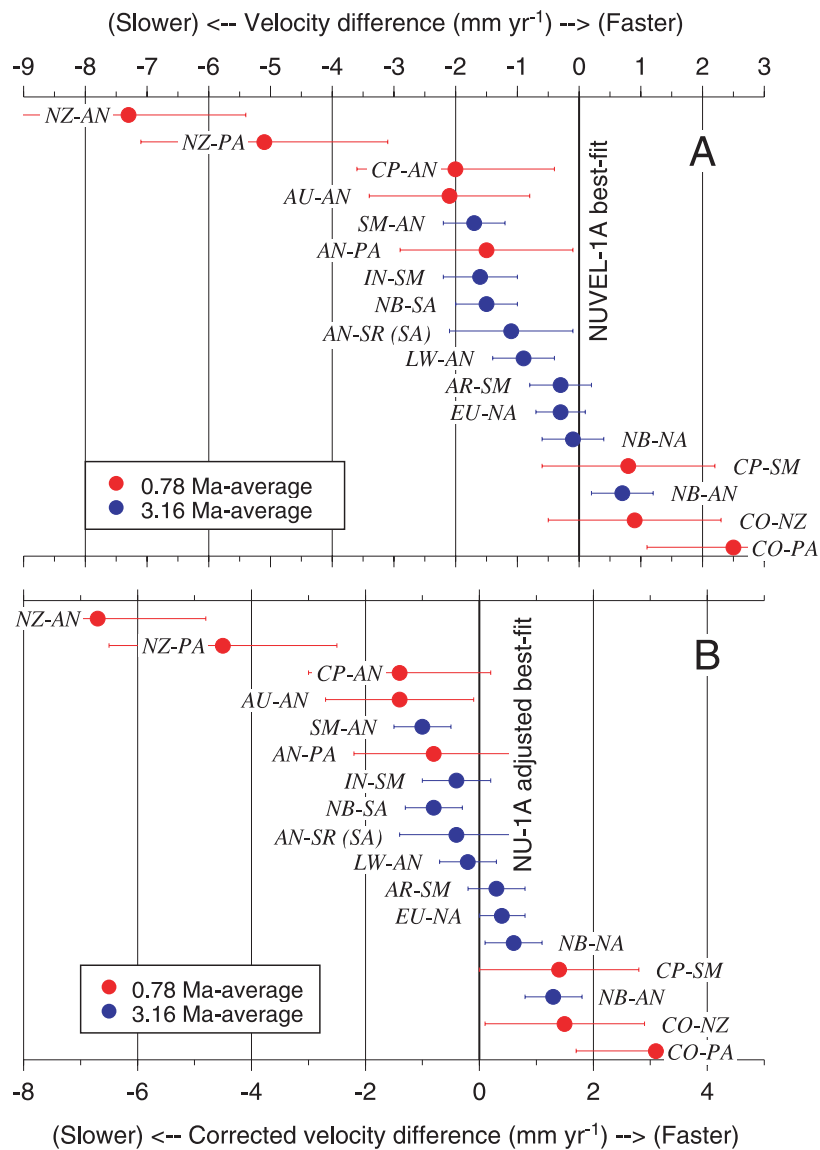 (Slower) <-- Velocity difference (mm yr-1) --> (Faster)
-9 -8 -7 -6 -5 -4 -3 -2 -1 0 1 2 3
NZ-AN
A
NZ-PA
CP-AN
AU-AN
SM-AN
AN-PA
IN-SM
NB-SA
AN-SR (SA)
LW-AN
AR-SM
EU-NA
NUVEL-1A best-fit
NB-NA
CP-SM
NB-AN
CO-NZ
CO-PA
0.78 Ma-average
3.16 Ma-average
NZ-AN
B
NZ-PA
CP-AN
AU-AN
SM-AN
AN-PA
IN-SM
NB-SA
AN-SR (SA)
LW-AN
AR-SM
EU-NA
NU-1A adjusted best-fit
NB-NA
CP-SM
NB-AN
CO-NZ
CO-PA
0.78 Ma-average
3.16 Ma-average
-8 -6 -4 -2 0 2 4
(Slower) <-- Corrected velocity difference (mm yr-1) --> (Faster)